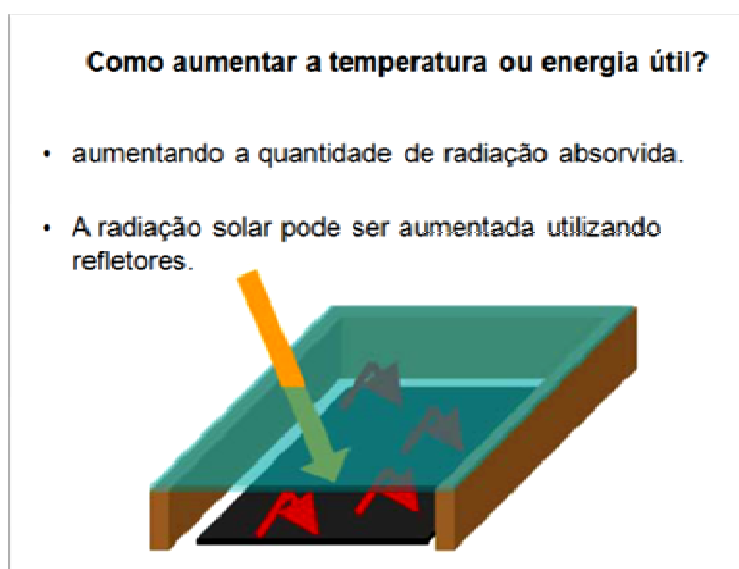 Como aumentar a temperatura ou energia útil?
• aumentando a quantidade de radiação absorvida.
• A radiação solar pode ser aumentada utilizando
refletores.